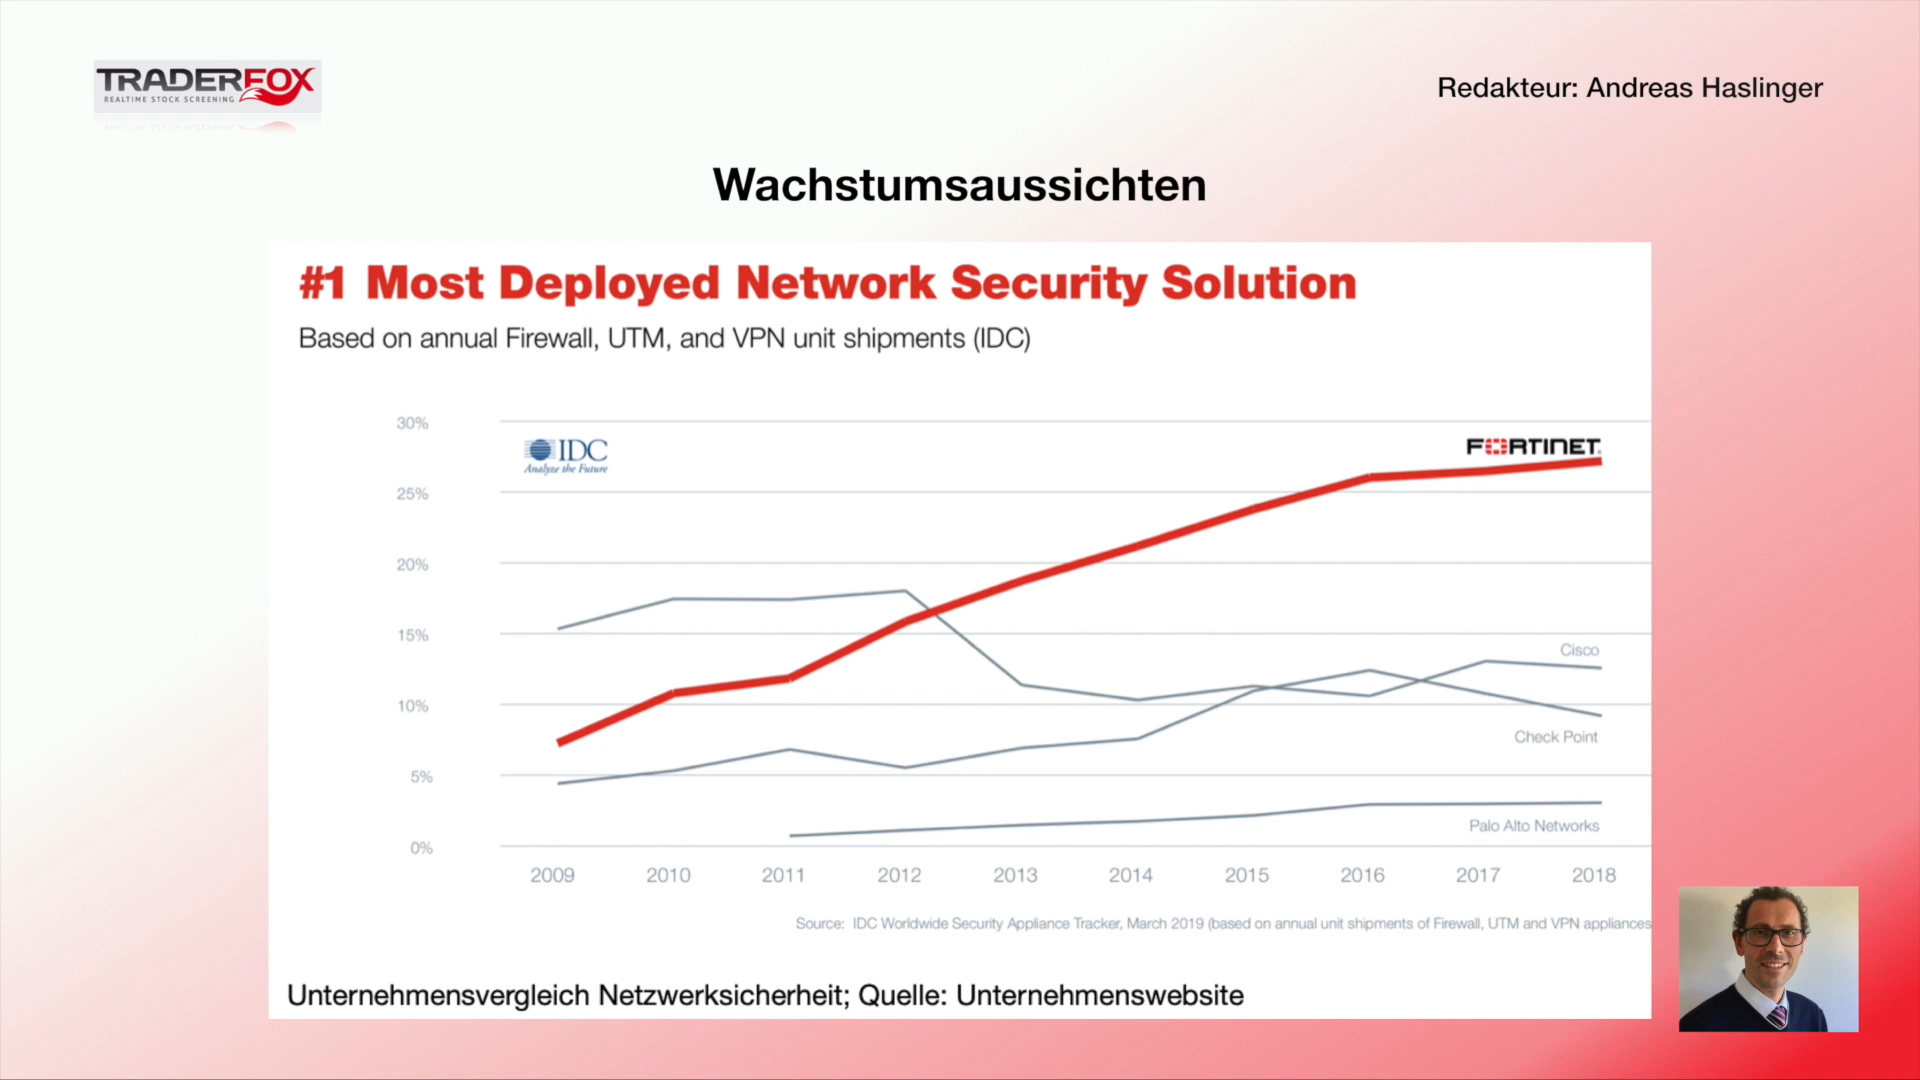 TRADERFOX
REALTIME STOCK SCREENING
Redakteur: Andreas Haslinger
Wachstumsaussichten
#1 Most Deployed Network Security Solution
Based on annual Firewall, UTM, and VPN unit shipments (IDC)
30%
IDC
Analyze the Future
FORTINET
25%
20%
15%
Cisco
10%
Check Point
5%
Palo Alto Networks
0%
2009 2010 2011 2012 2013 2014 2015 2016 2017 2018
Source: IDC Worldwide Security Appliance Tracker, March 2019 (based on annual unit shipments of Firewall, UTM and VPN appliances
Unternehmensvergleich Netzwerksicherheit; Quelle: Unternehmenswebsite